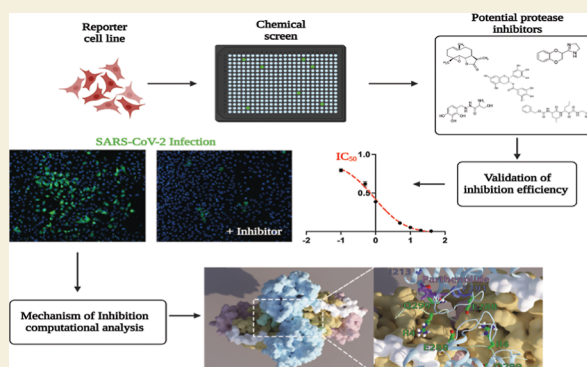 Reporter
cell line
Chemical
screen
Potential protease
inhibitors
SARS-CoV-2 Infection
+ Inhibitor
IC50
1.0
0.5
-2 -1 0 1 2
Validation of
inhibition efficiency
Mechanism of Inhibition
computational analysis